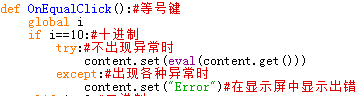 def OnEqualClick():#等号键
global i
if i==10:#十进制
try:#不出现异常时
content.set(eval(content.get()))
except:#出现各种异常时
content.set("Error")#在显示屏中显示出错